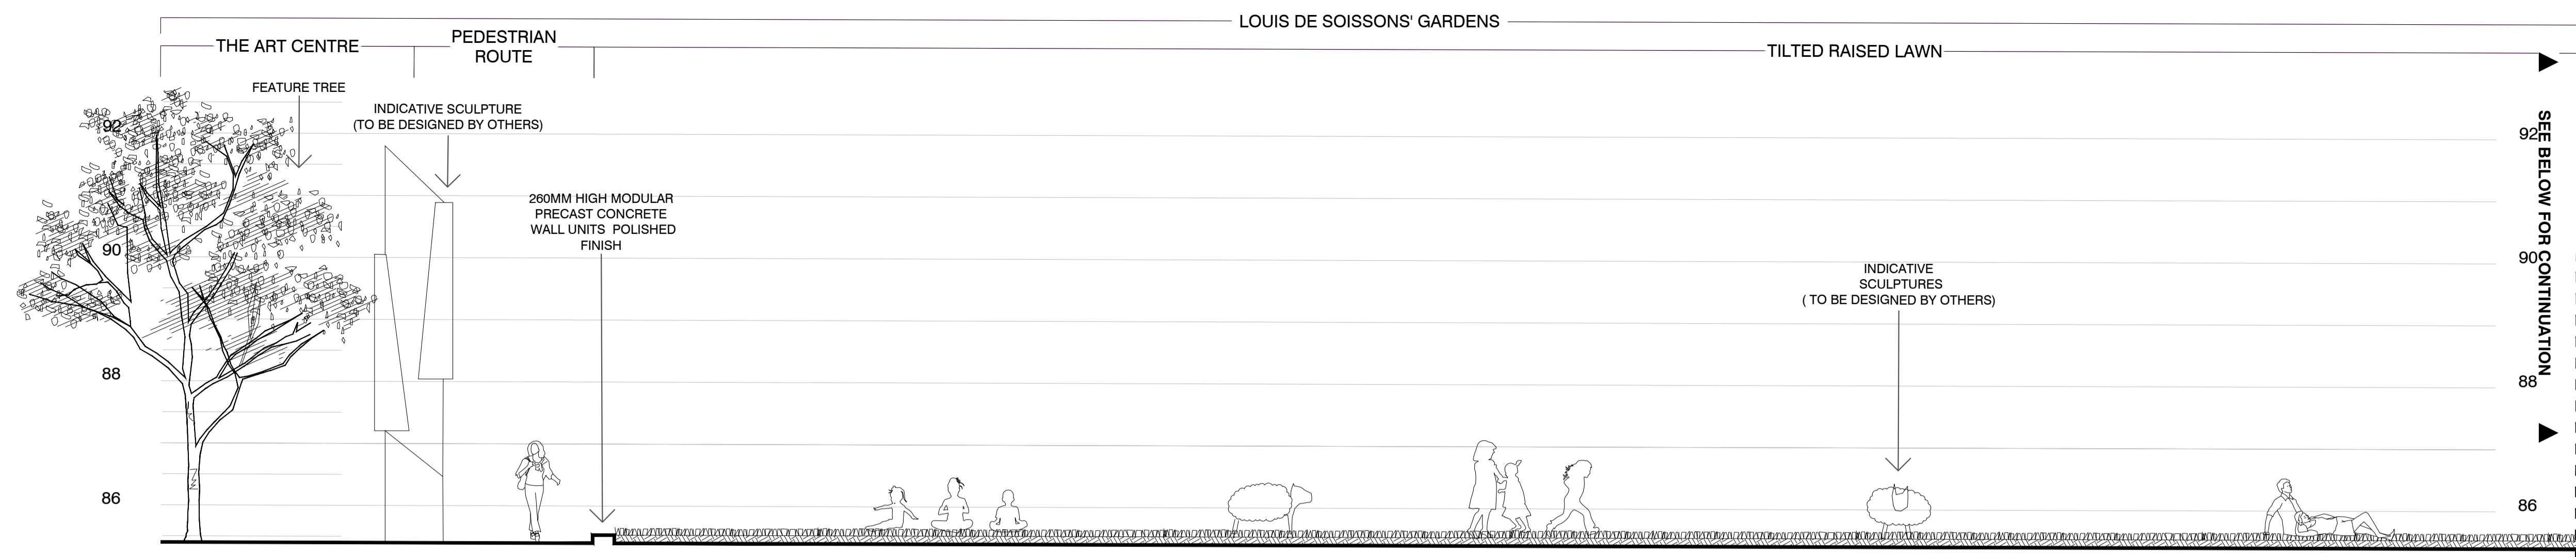 LOUIS DE SOISSONS' GARDENS
THE ART CENTRE
PEDESTRIAN
ROUTE
TILTED RAISED LAWN
FEATURE TREE
INDICATIVE SCULPTURE
(TO BE DESIGNED BY OTHERS)
260MM HIGH MODULAR
PRECAST CONCRETE
WALL UNITS POLISHED
FINISH
INDICATIVE
SCULPTURES
( TO BE DESIGNED BY OTHERS)
92
90
88
86
92
90
88
86
SEE BELOW FOR CONTINUATION